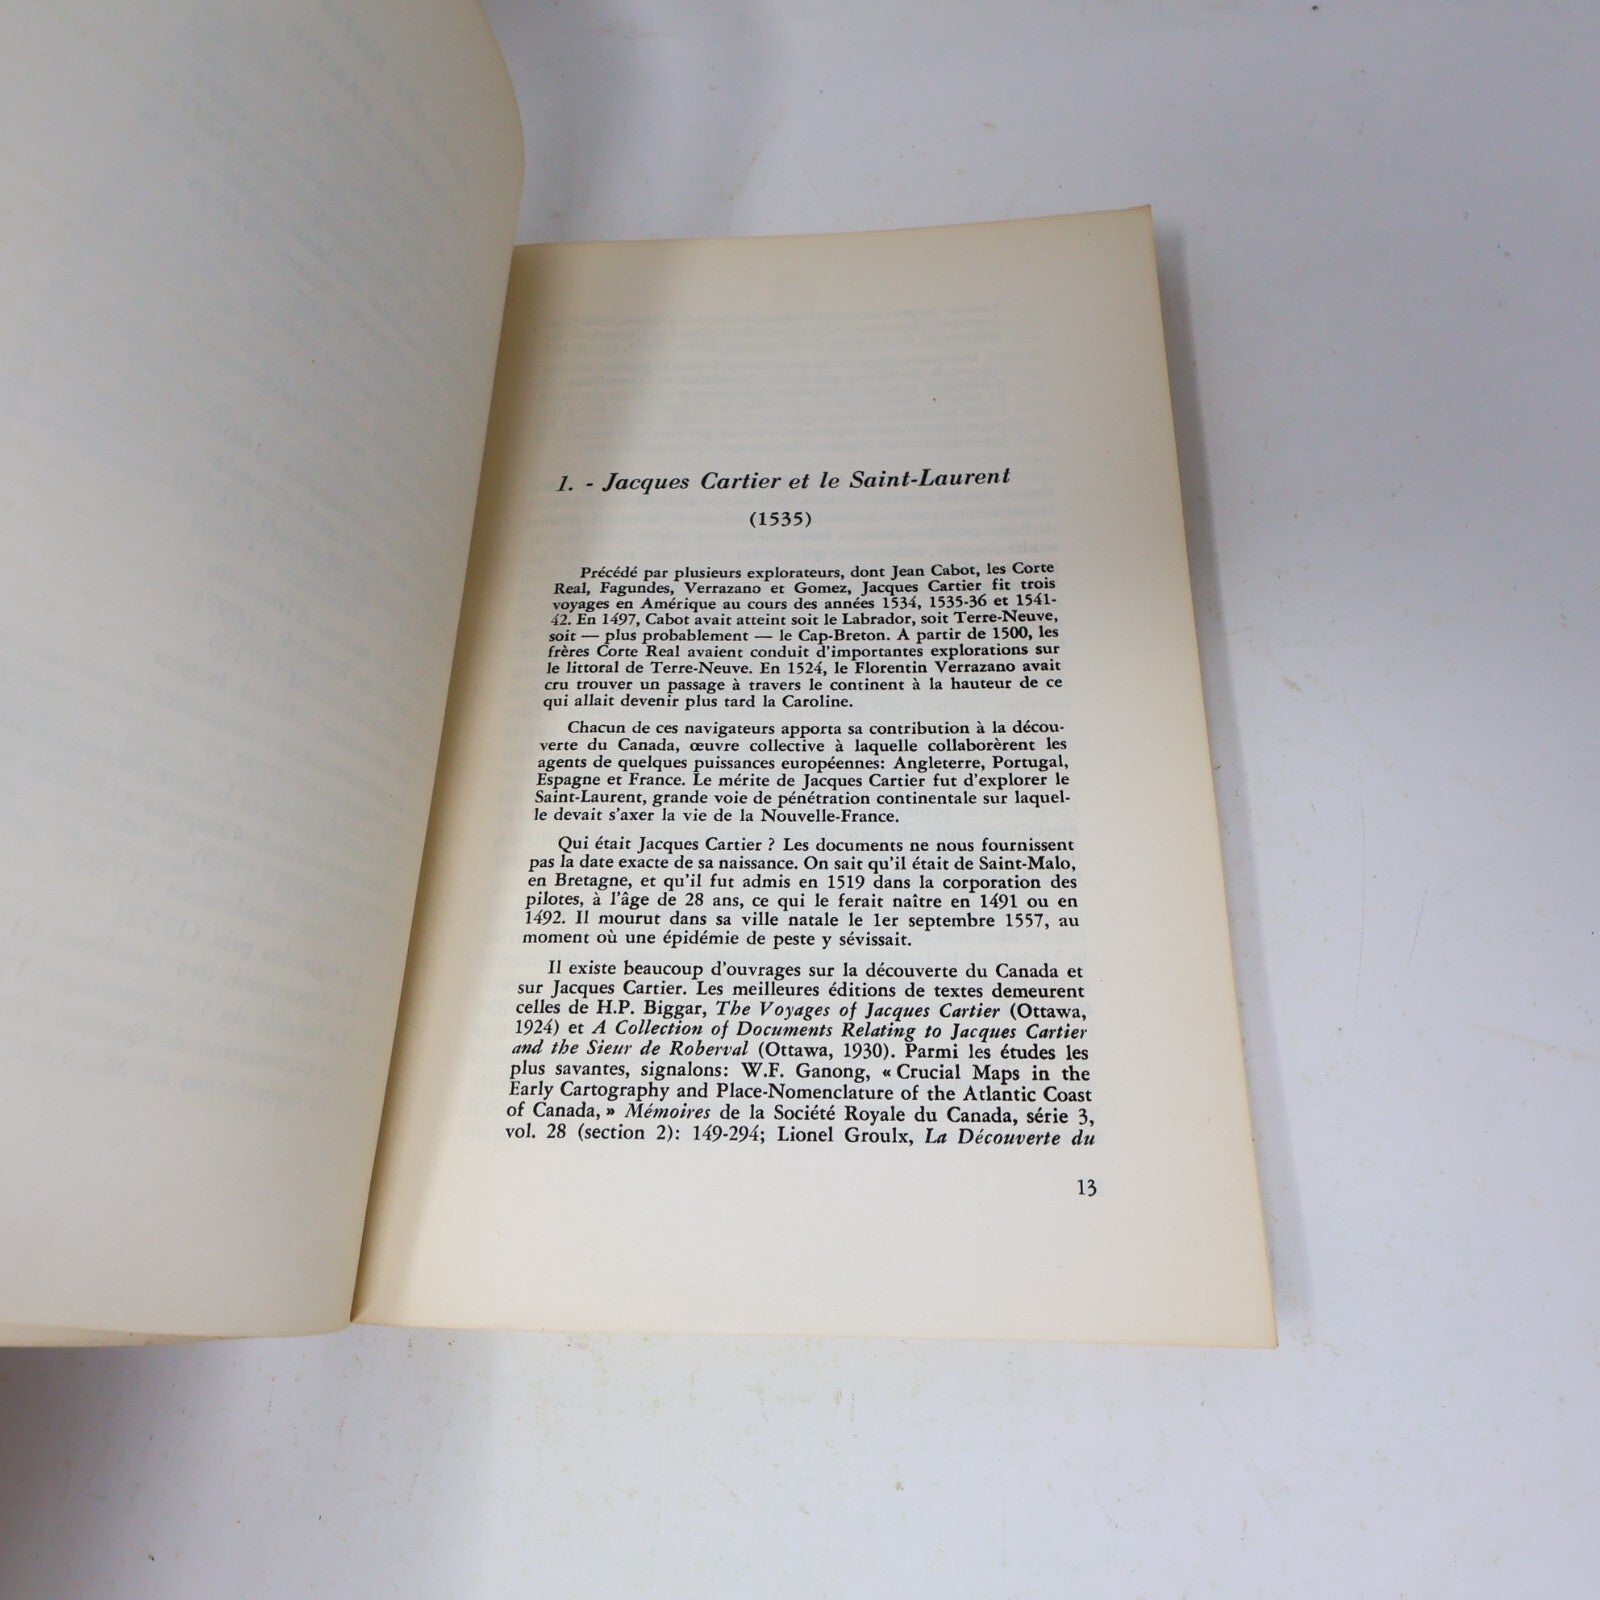 1. - Jacques Cartier et le Saint-Laurent
(1535)
Précédé par plusieurs explorateurs, dont Jean Cabot, les Corte
Real, Fagundes, Verrazano et Gomez, Jacques Cartier fit trois
voyages en Amérique au cours des années 1534, 1535-36 et 1541-
42. En 1497, Cabot avait atteint soit le Labrador, soit Terre-Neuve,
soit — plus probablement — le Cap-Breton. A partir de 1500, les
frères Corte Real avaient conduit d'importantes explorations sur
le littoral de Terre-Neuve. En 1524, le Florentin Verrazano avait
cru trouver un passage à travers le continent à la hauteur de ce
qui allait devenir plus tard la Caroline.
Chacun de ces navigateurs apporta sa contribution à la décou-
verte du Canada, œuvre collective à laquelle collaborèrent les
agents de quelques puissances européennes: Angleterre, Portugal,
Espagne et France. Le mérite de Jacques Cartier fut d'explorer le
Saint-Laurent, grande voie de pénétration continentale sur laquel-
le devait s'axer la vie de la Nouvelle-France.
Qui était Jacques Cartier ? Les documents ne nous fournissent
pas la date exacte de sa naissance. On sait qu'il était de Saint-Malo,
en Bretagne, et qu'il fut admis en 1519 dans la corporation des
pilotes, à l'âge de 28 ans, ce qui le ferait naître en 1491 ou en
1492. Il mourut dans sa ville natale le 1er septembre 1557, au
moment où une épidémie de peste y sévissait.
Il existe beaucoup d'ouvrages sur la découverte du Canada et
sur Jacques Cartier. Les meilleures éditions de textes demeurent
celles de H.P. Biggar, The Voyages of Jacques Cartier (Ottawa,
1924) et A Collection of Documents Relating to Jacques Cartier
and the Sieur de Roberval (Ottawa, 1930). Parmi les études les
plus savantes, signalons: W.F. Ganong, « Crucial Maps in the
Early Cartography and Place-Nomenclature of the Atlantic Coast
of Canada, » Mémoires de la Société Royale du Canada, série 3,
vol. 28 (section 2): 149-294; Lionel Groulx, La Découverte du
13